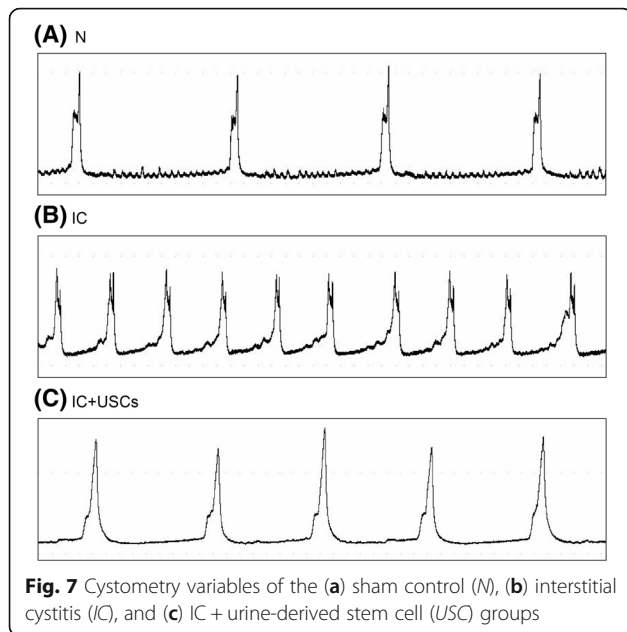 (A) N
(B) IC
(C) IC+USCs
Fig. 7 Cystometry variables of the (a) sham control (N), (b) interstitial
cystitis (IC), and (c) IC + urine-derived stem cell (USC) groups